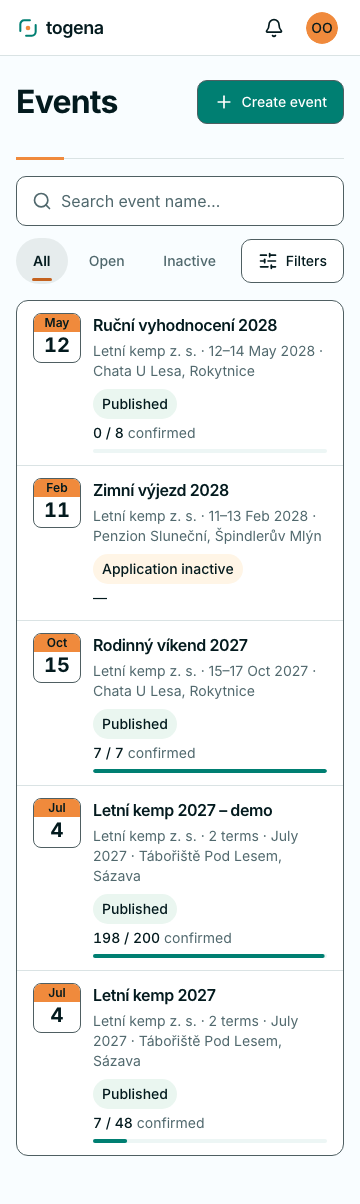 togena
OO
Events
Create event
Search event name...
All
Open
Inactive
Filters
May
12
Ruční vyhodnocení 2028
Letní kemp z. s. · 12–14 May 2028 ·
Chata U Lesa, Rokytnice
Published
0 / 8 confirmed
Feb
11
Zimní výjezd 2028
Letní kemp z. s. · 11–13 Feb 2028 ·
Penzion Sluneční, Špindlerův Mlýn
Application inactive
—
Oct
15
Rodinný víkend 2027
Letní kemp z. s. · 15–17 Oct 2027 ·
Chata U Lesa, Rokytnice
Published
7 / 7 confirmed
Jul
4
Letní kemp 2027 – demo
Letní kemp z. s. · 2 terms · July
2027 · Tábořiště Pod Lesem,
Sázava
Published
198 / 200 confirmed
Jul
4
Letní kemp 2027
Letní kemp z. s. · 2 terms · July
2027 · Tábořiště Pod Lesem,
Sázava
Published
7 / 48 confirmed